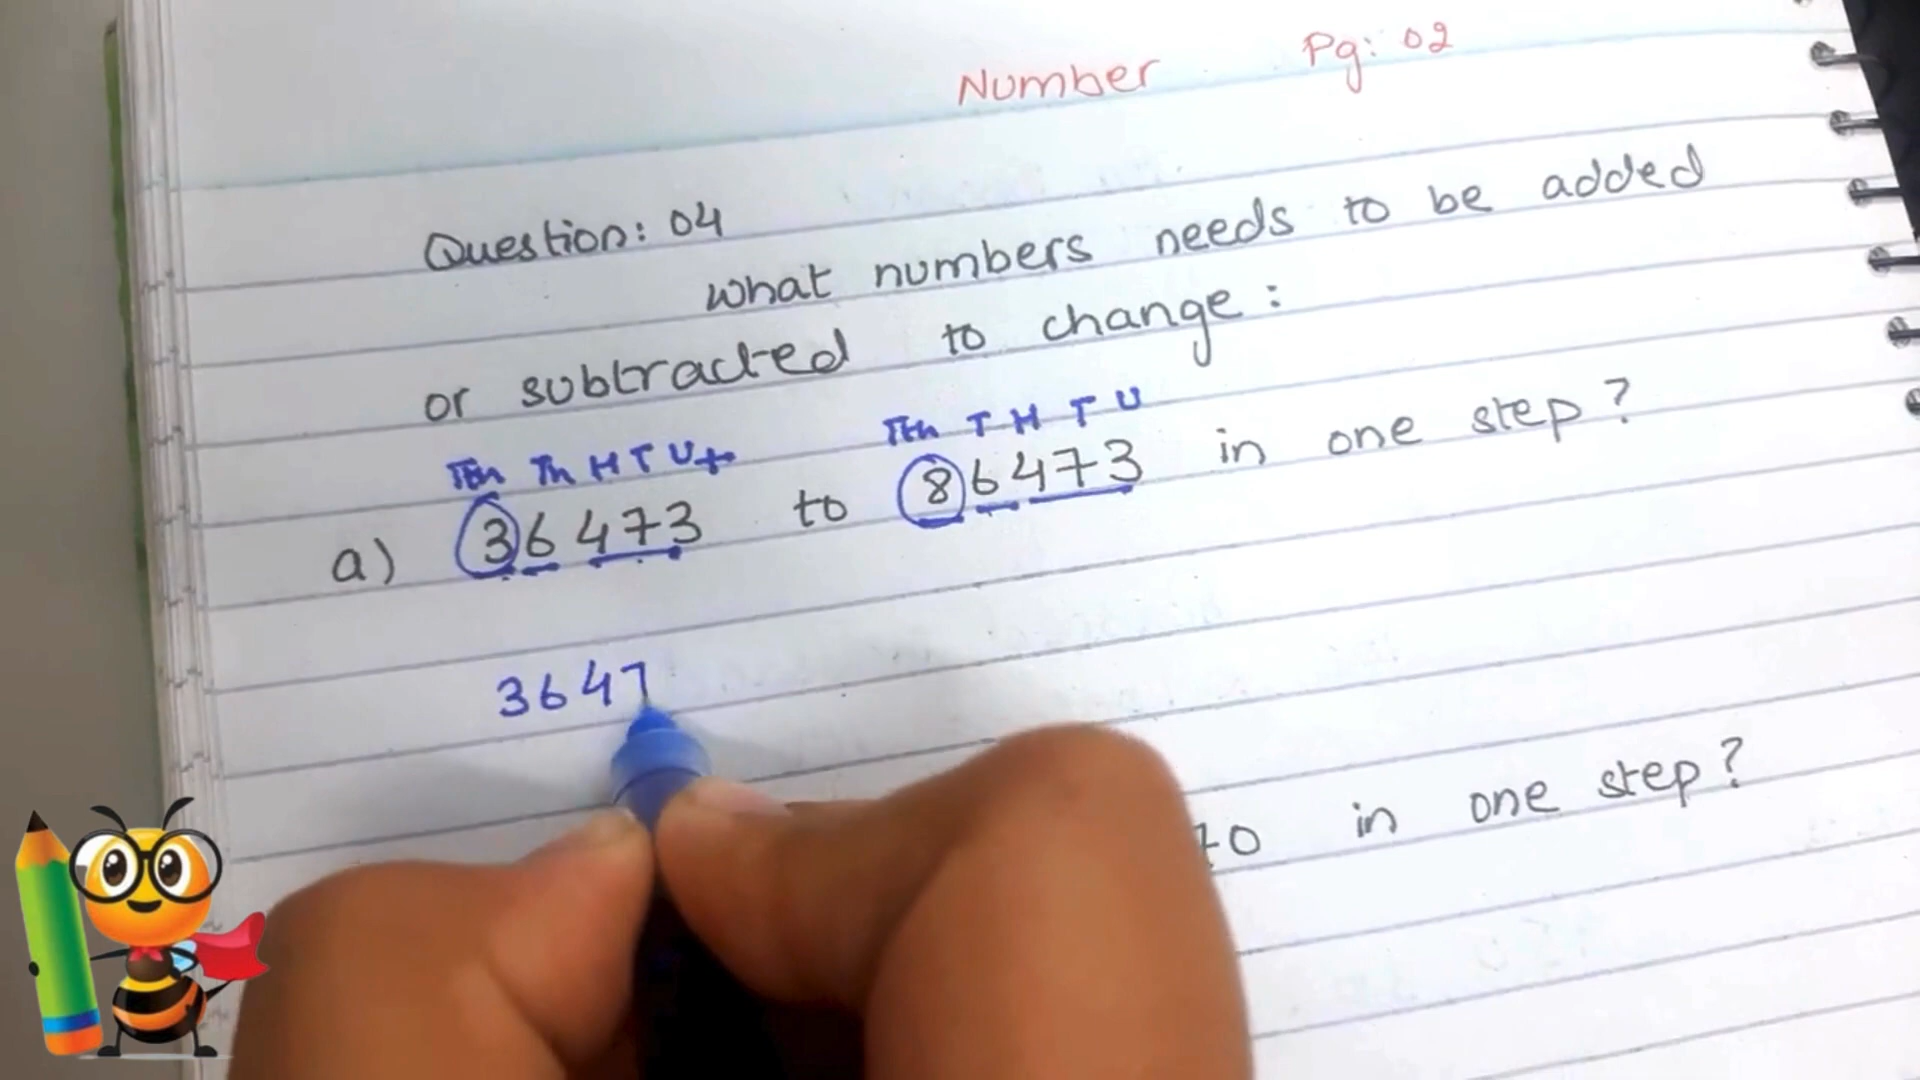 Number Pg: 02
Question: 04
What numbers needs to be added
or subtracted to change:
TTh Th H T U + TTh T H T U
a) 36473 to 86473 in one step?
3647
70 in one step?